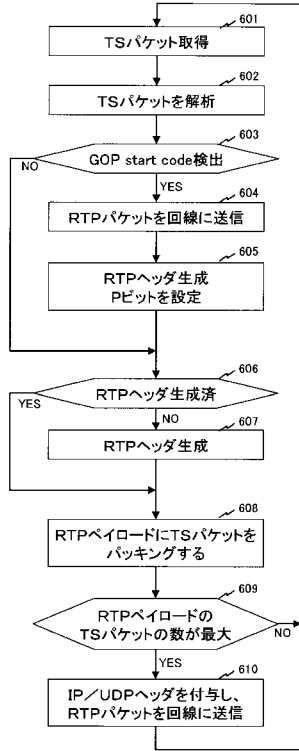 601
TSパケット取得
602
TSパケットを解析
603
GOP start code検出
NO
YES
604
RTPパケットを回線に送信
605
RTPヘッダ生成
Pビットを設定
606
RTPヘッダ生成済
YES
NO
607
RTPヘッダ生成
608
RTPペイロードにTSパケットを
パッキングする
609
RTPペイロードの
TSパケットの数が最大
NO
YES
610
IP/UDPヘッダを付与し、
RTPパケットを回線に送信